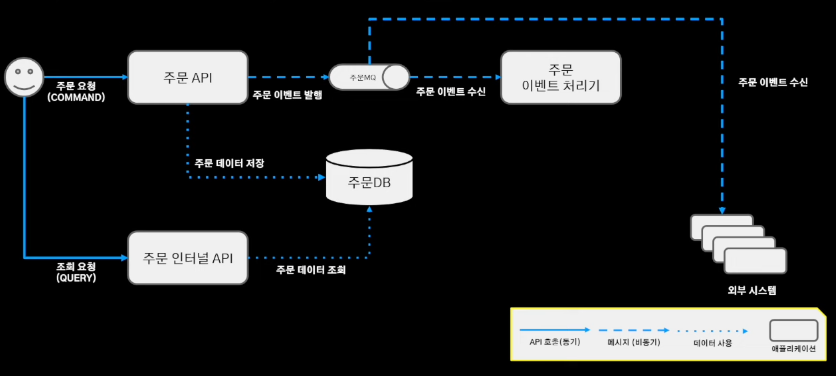 주문 요청
(COMMAND)
주문 API
주문 이벤트 발행
주문MQ
주문 이벤트 수신
주문
이벤트 처리기
주문 이벤트 수신
주문 데이터 저장
주문DB
조회 요청
(QUERY)
주문 인터널 API
주문 데이터 조회
외부 시스템
API 호출(동기)
메시지 (비동기)
데이터 사용
애플리케이션